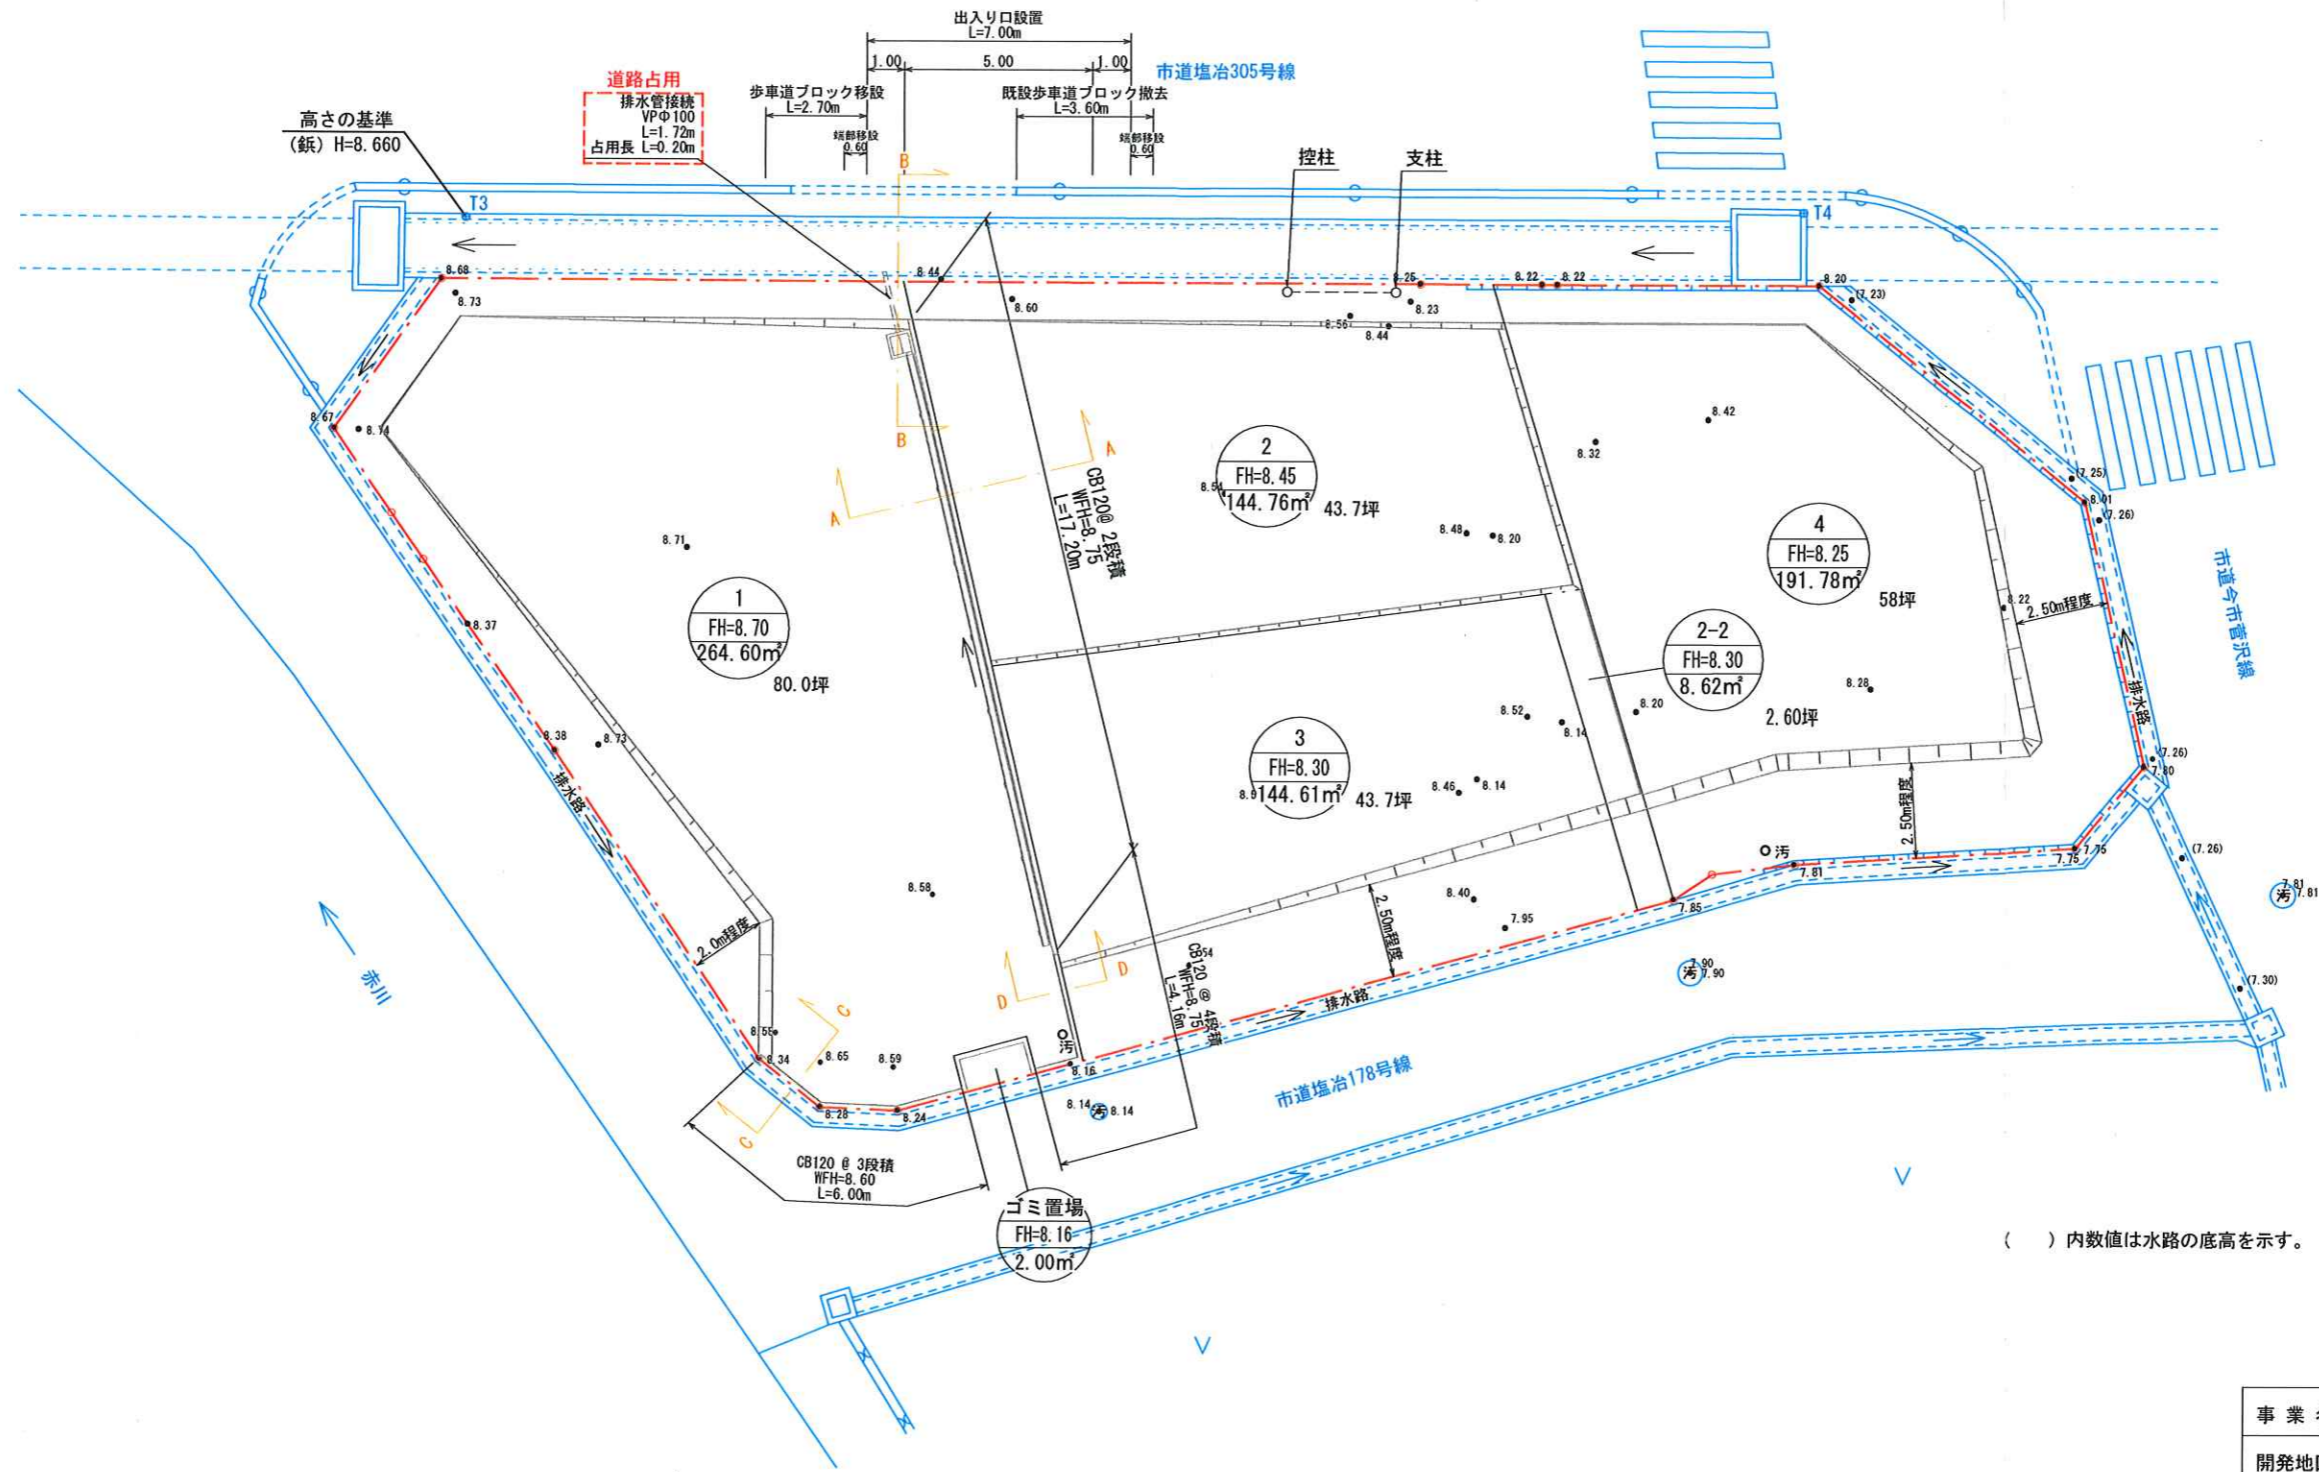 出入り口設置
L=7.00m
1.00
5.00
1.00
市道塩冶305号線
道路占用
排水管接続
VPΦ100
L=1.72m
占用長 L=0.20m
歩車道ブロック移設
L=2.70m
端部移設
0.60
既設歩車道ブロック撤去
L=3.60m
端部移設
0.60
高さの基準
(鋲) H=8.660
控柱
支柱
B
T3
T4
8.68
8.73
8.44
8.60
8.25
8.23
8.56
8.44
8.22
8.22
8.20
(7.23)
8.67
8.74
B
A
A
CB120@ 2段積
WFH=8.75
L=17.20m
2
FH=8.45
144.76㎡
43.7坪
8.48
8.20
8.32
8.42
(7.25)
8.01
(7.26)
4
FH=8.25
191.78㎡
58坪
8.22
2.50m程度
市道今市菅沢線
排水路
8.71
1
FH=8.70
264.60㎡
80.0坪
8.37
8.38
8.73
排水路
2-2
FH=8.30
8.62㎡
2.60坪
8.28
8.20
8.52
8.14
3
FH=8.30
144.61㎡
43.7坪
8.46
8.14
(7.26)
7.80
2.50m程度
汚
7.81
7.75
7.75
(7.26)
7.81
汚
7.81
8.58
8.40
7.95
7.85
2.50m程度
2.0m程度
赤川
D
D
CB120 @ 4段積
WFH=8.75
L=4.16m
排水路
7.90
汚
7.90
(7.30)
C
C
8.34
8.65
8.59
汚
8.16
8.28
8.24
8.14
汚
8.14
市道塩冶178号線
CB120 @ 3段積
WFH=8.60
L=6.00m
ゴミ置場
FH=8.16
2.00㎡
(　　) 内数値は水路の底高を示す。
事 業
開発地